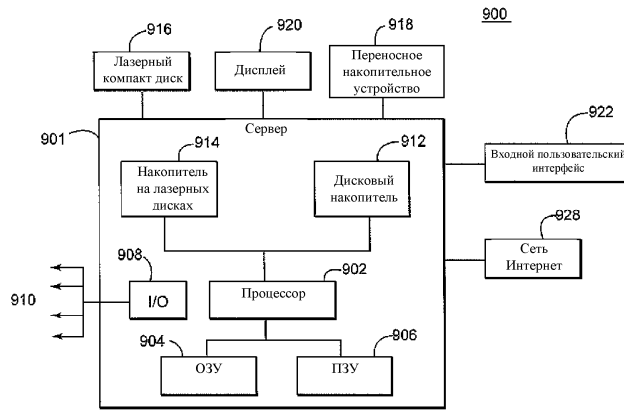 900
916
920
918
Лазерный
компакт диск
Дисплей
Переносное
накопительное
устройство
901
Сервер
914
912
922
Накопитель
на лазерных
дисках
Дисковый
накопитель
Входной пользовательский
интерфейс
928
Сеть
Интернет
908
902
910
I/O
Процессор
904
906
ОЗУ
ПЗУ